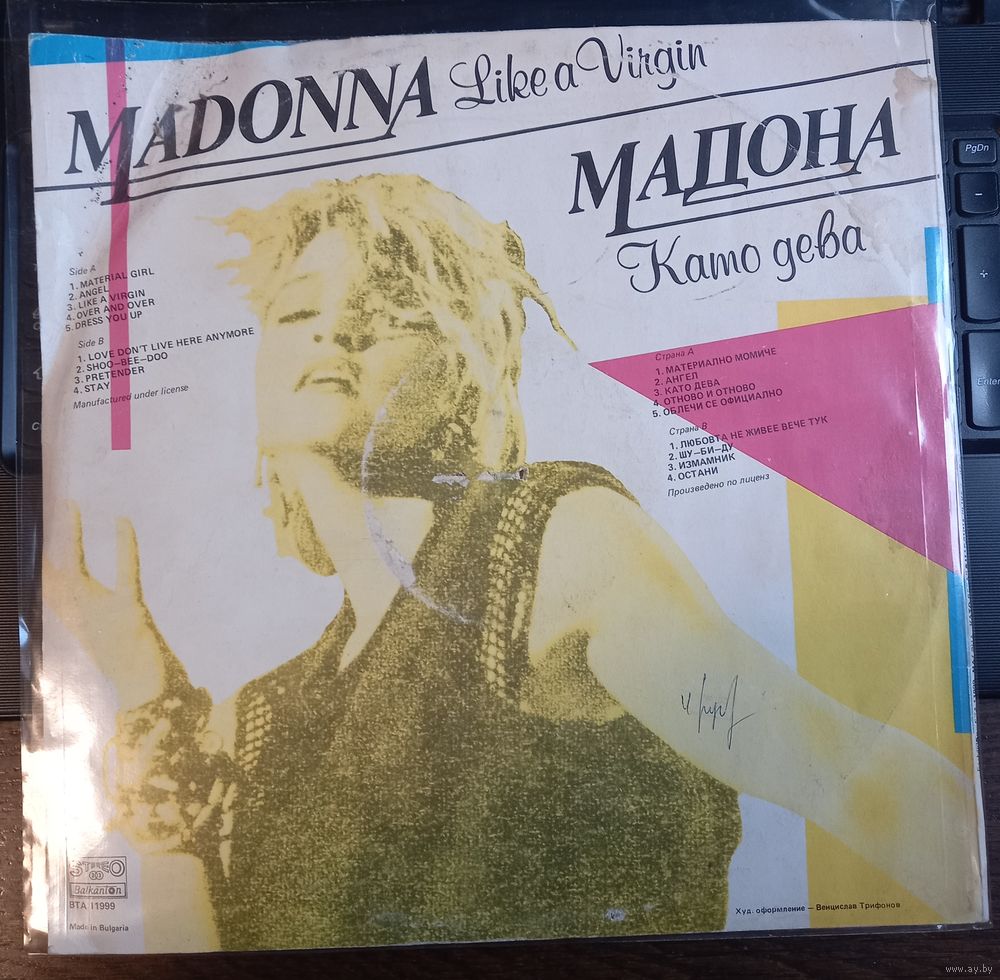 MADONNA Like a Virgin
МАДОНА
Като дева
Side A
1. MATERIAL GIRL
2. ANGEL
3. LIKE A VIRGIN
4. OVER AND OVER
5. DRESS YOU UP
Side B
1. LOVE DON'T LIVE HERE ANYMORE
2. SHOO—BEE—DOO
3. PRETENDER
4. STAY
Manufactured under license
Страна А
1. МАТЕРИАЛНО МОМИЧЕ
2. АНГЕЛ
3. КАТО ДЕВА
4. ОТНОВО И ОТНОВО
5. ОБЛЕЧИ СЕ ОФИЦИАЛНО
Страна В
1. ЛЮБОВТА НЕ ЖИВЕЕ ВЕЧЕ ТУК
2. ШУ—БИ—ДУ
3. ИЗМАМНИК
4. ОСТАНИ
Произведено по лиценз
STEREO
33
Balkanton
ВТА 11999
Made in Bulgaria
Худ. оформление — Венцислав Трифонов
PgDn
-
+
Enter
www.ay.by